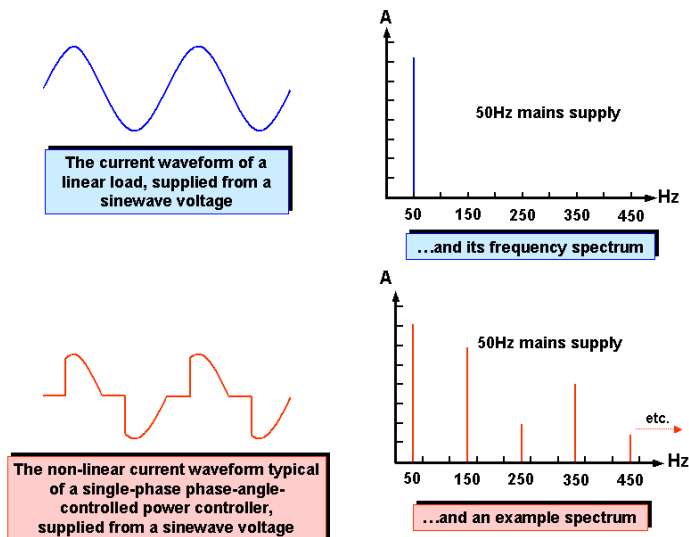 A
50Hz mains supply
Hz
50 150 250 350 450
The current waveform of a
linear load, supplied from a
sinewave voltage
...and its frequency spectrum
A
50Hz mains supply
etc.
Hz
50 150 250 350 450
The non-linear current waveform typical
of a single-phase phase-angle-
controlled power controller,
supplied from a sinewave voltage
...and an example spectrum